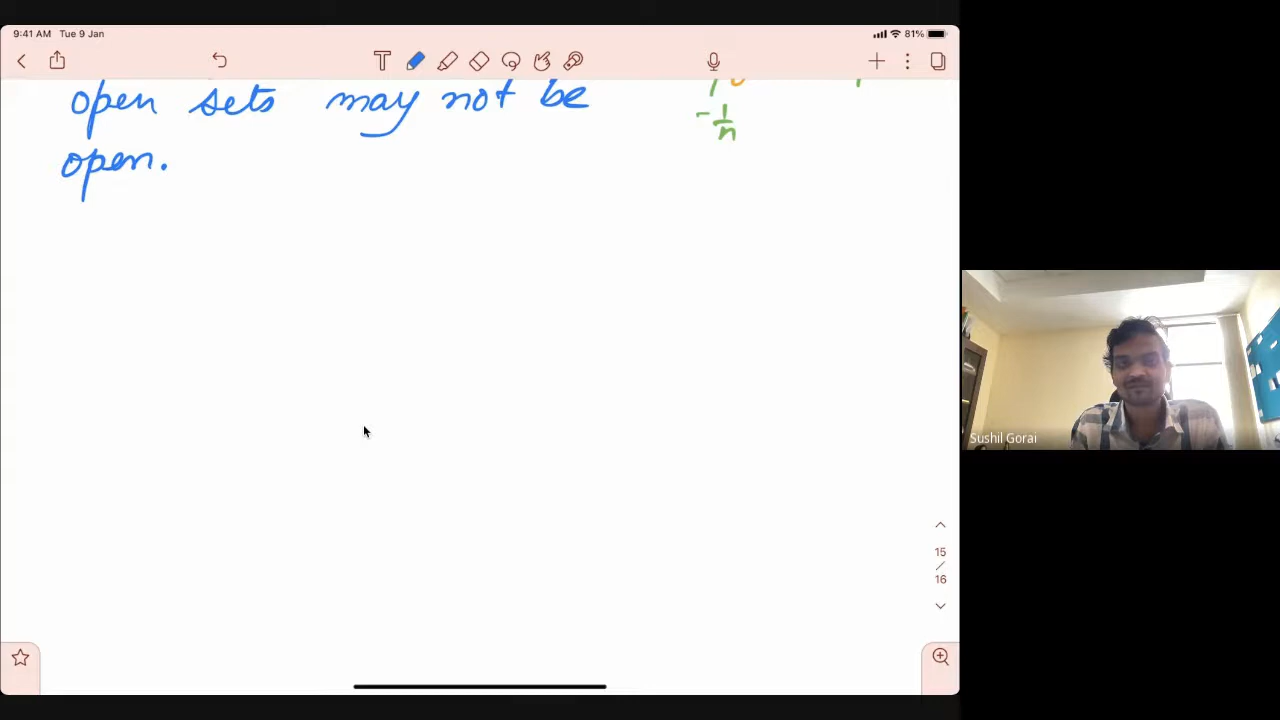 9:41 AM Tue 9 Jan 81%
T
open sets may not be
open.
-1/n
Sushil Gorai
15
/
16